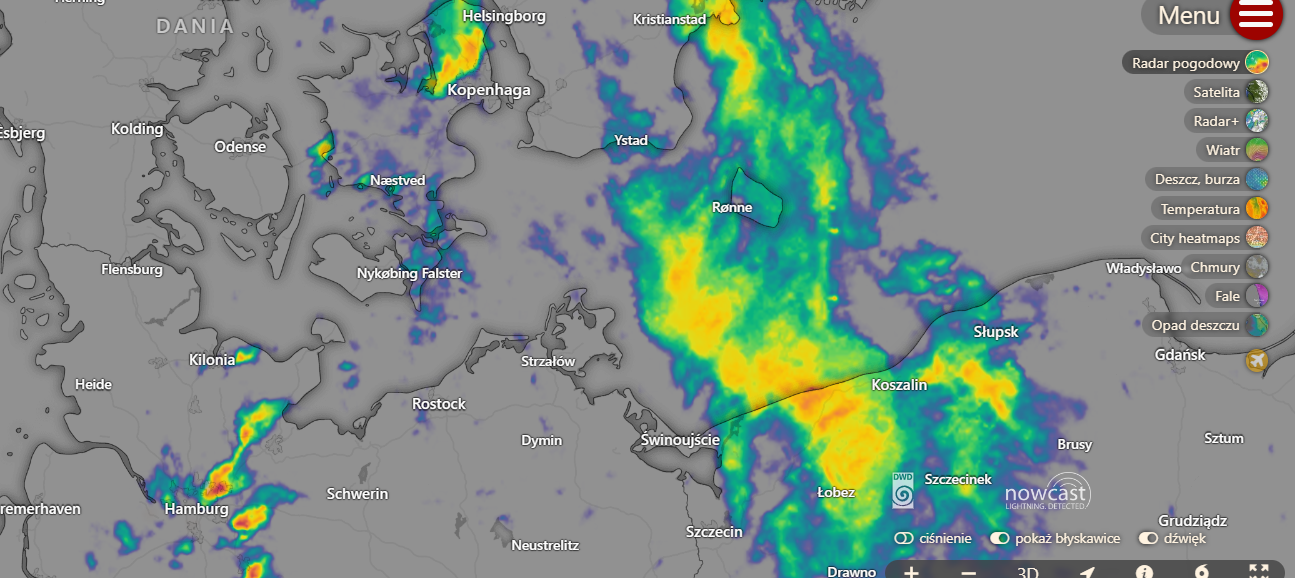 Helsingborg
Kristianstad
Menu
DANIA
Radar pogodowy
Kopenhaga
Satelita
Radar+
Kolding
Esbjerg
Ystad
Odense
Wiatr
Næstved
Deszcz, burza
Rønne
Temperatura
City heatmaps
Flensburg
Nykøbing Falster
Władysławo
Chmury
Fale
Opad deszczu
Słupsk
Kilonia
Strzałów
Gdańsk
Heide
Koszalin
Rostock
Dymin
Świnoujście
Brusy
Sztum
DWD
Szczecinek
Schwerin
Łobez
nowcast
LIGHTNING. DETECTED.
remerhaven
Hamburg
Grudziądz
Szczecin
ciśnienie
pokaż błyskawice
dźwięk
Neustrelitz
Drawno
+ − 3D